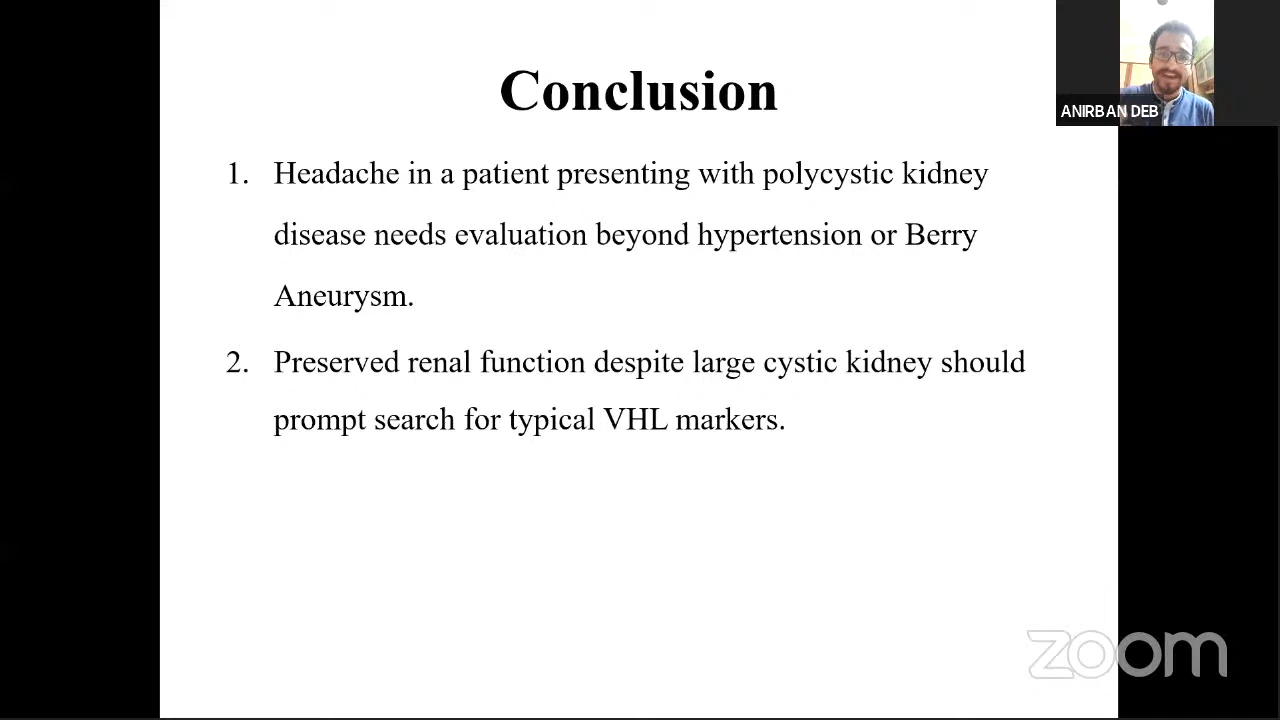 Conclusion
ANIRBAN DEB
1. Headache in a patient presenting with polycystic kidney
disease needs evaluation beyond hypertension or Berry
Aneurysm.
2. Preserved renal function despite large cystic kidney should
prompt search for typical VHL markers.
zoom